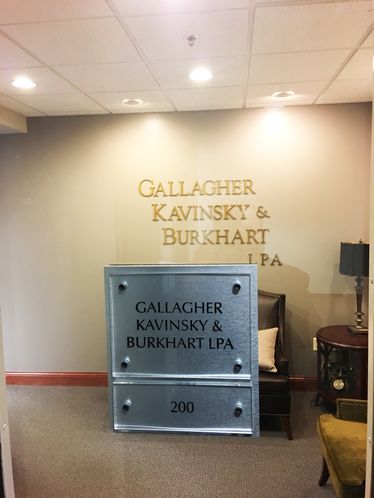 GALLAGHER
KAVINSKY &
BURKHART
LPA
GALLAGHER
KAVINSKY &
BURKHART LPA
200